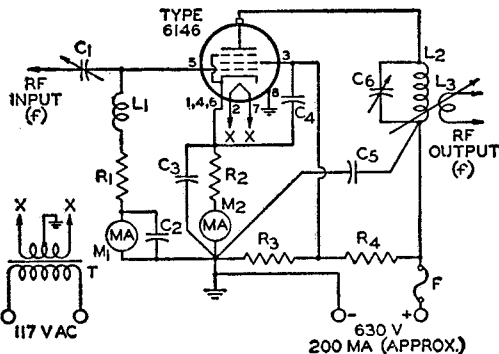 TYPE
6146
C1
RF
INPUT
(f)
5
3
1,4,6
2
7
8
X X
L1
R1
C4
C3
R2
M2
MA
MA
M1
C2
C5
C6
L2
L3
RF
OUTPUT
(f)
X X
T
117 V AC
R3
R4
F
-
+
630 V
200 MA (APPROX.)